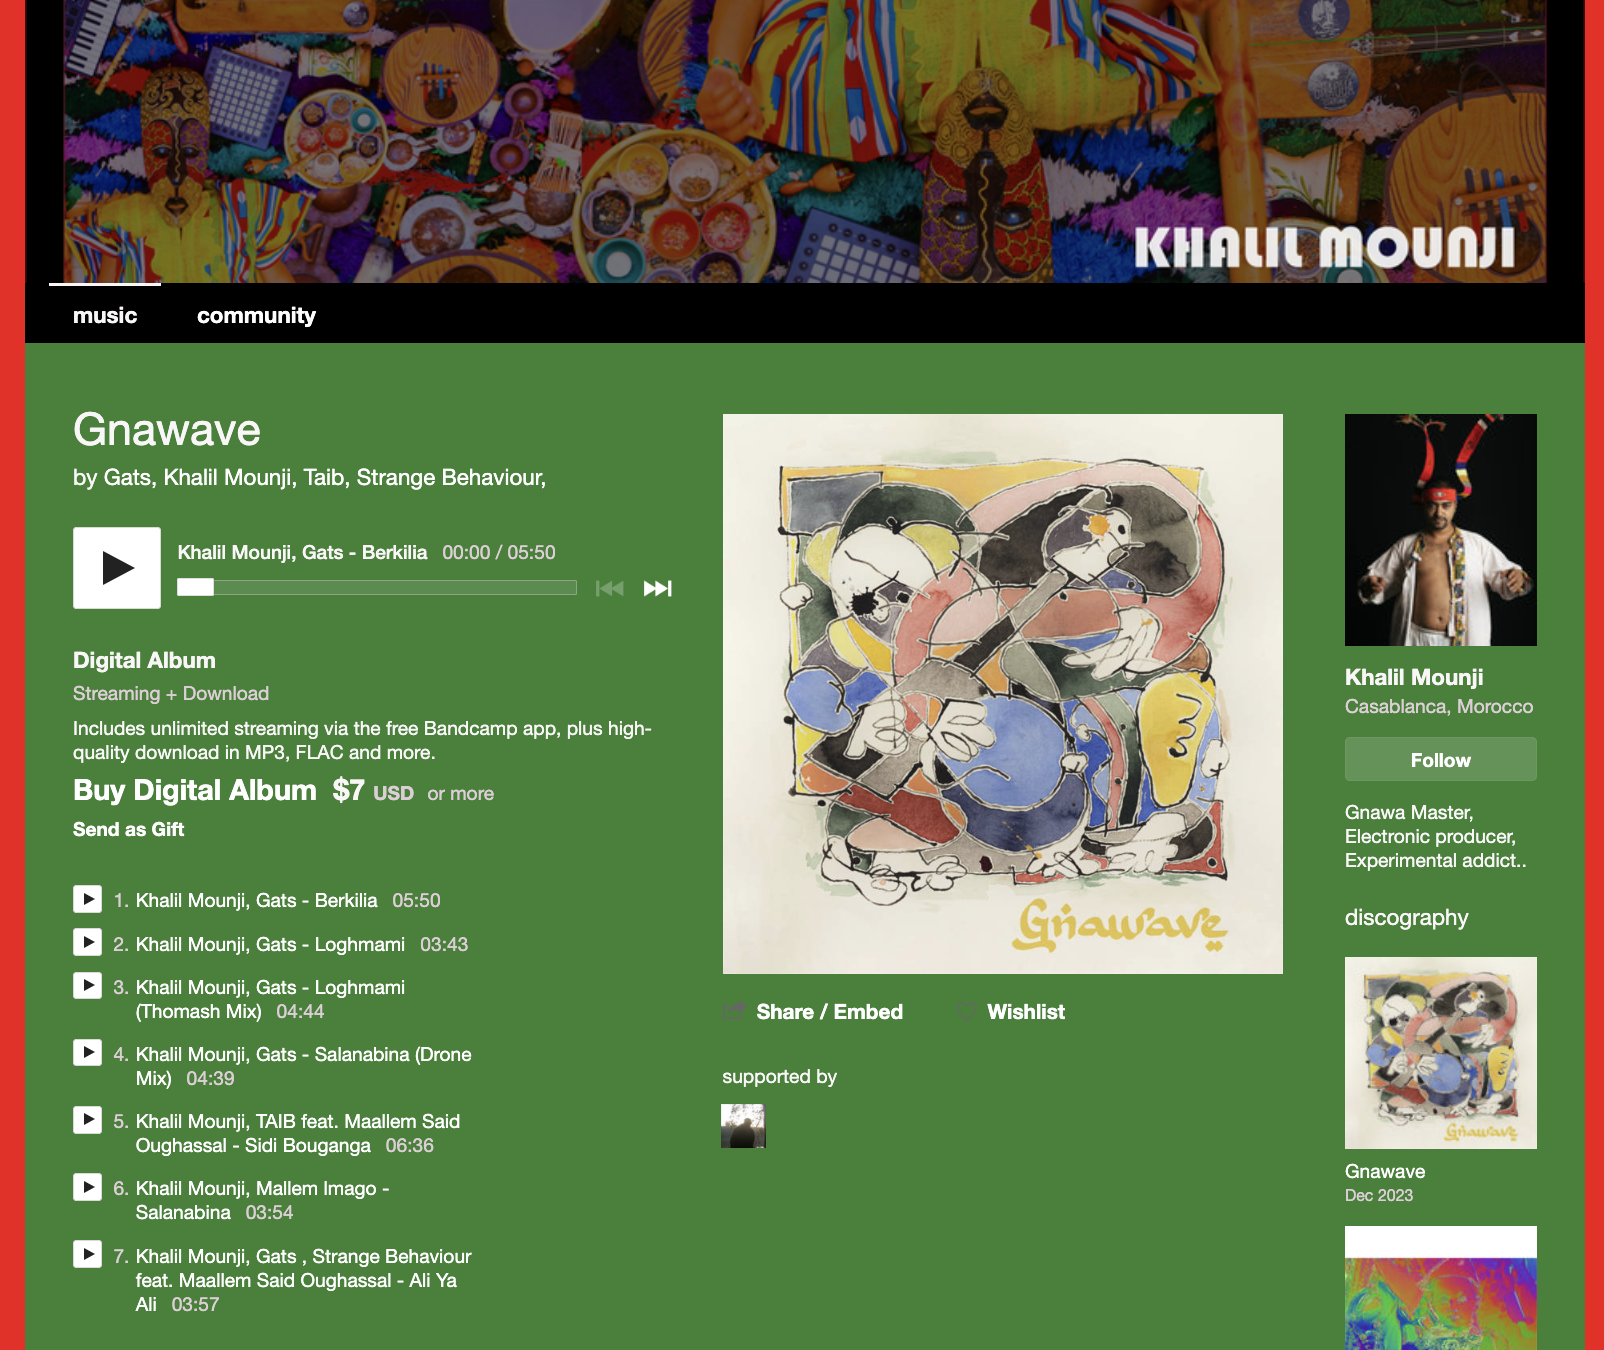 KHALIL MOUNJI
music
community
Gnawave
by Gats, Khalil Mounji, Taib, Strange Behaviour,
Khalil Mounji, Gats - Berkilia 00:00 / 05:50
Digital Album
Streaming + Download
Includes unlimited streaming via the free Bandcamp app, plus high-
quality download in MP3, FLAC and more.
Buy Digital Album $7 USD or more
Send as Gift
1. Khalil Mounji, Gats - Berkilia 05:50
2. Khalil Mounji, Gats - Loghmami 03:43
3. Khalil Mounji, Gats - Loghmami
(Thomash Mix) 04:44
4. Khalil Mounji, Gats - Salanabina (Drone
Mix) 04:39
5. Khalil Mounji, TAIB feat. Maallem Said
Oughassal - Sidi Bouganga 06:36
6. Khalil Mounji, Mallem Imago -
Salanabina 03:54
7. Khalil Mounji, Gats , Strange Behaviour
feat. Maallem Said Oughassal - Ali Ya
Ali 03:57
Gnawave
Share / Embed
Wishlist
supported by
Khalil Mounji
Casablanca, Morocco
Follow
Gnawa Master,
Electronic producer,
Experimental addict..
discography
Gnawave
Gnawave
Dec 2023